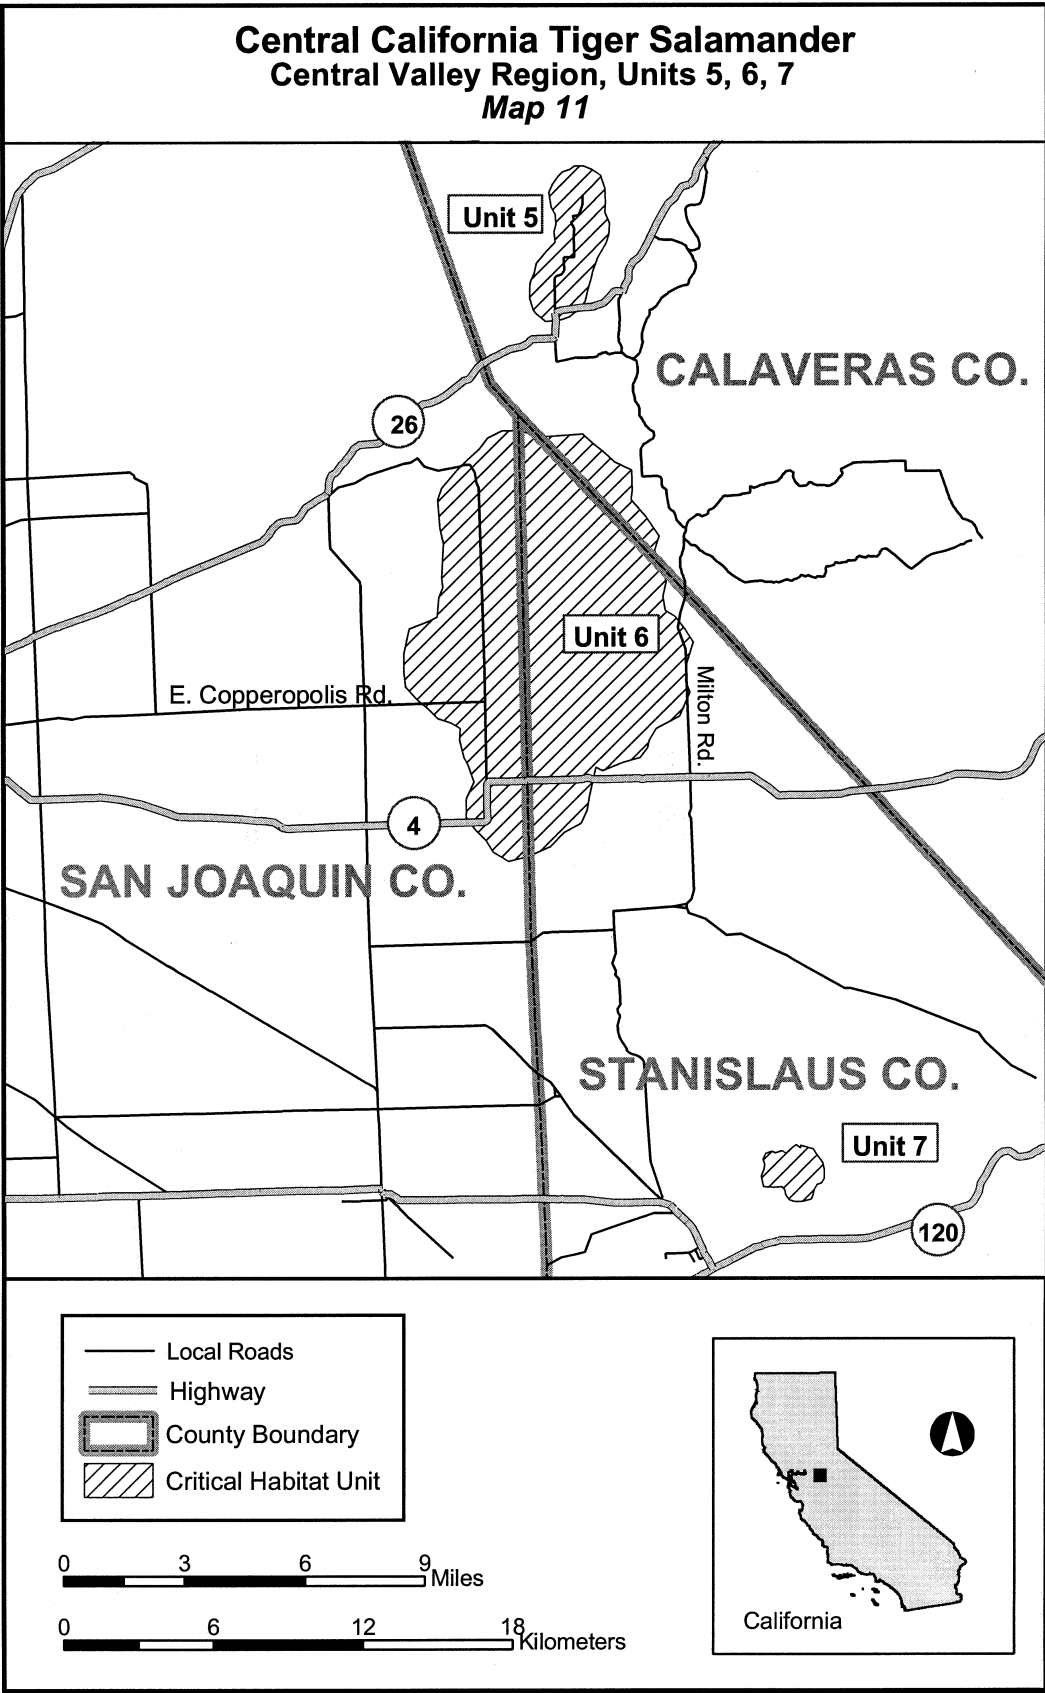 Central California Tiger Salamander
Central Valley Region, Units 5, 6, 7
Map 11
Unit 5
CALAVERAS CO.
26
Unit 6
E. Copperopolis Rd.
Milton Rd.
4
SAN JOAQUIN CO.
STANISLAUS CO.
Unit 7
120
Local Roads
Highway
County Boundary
Critical Habitat Unit
0 3 6 9 Miles
0 6 12 18 Kilometers
California